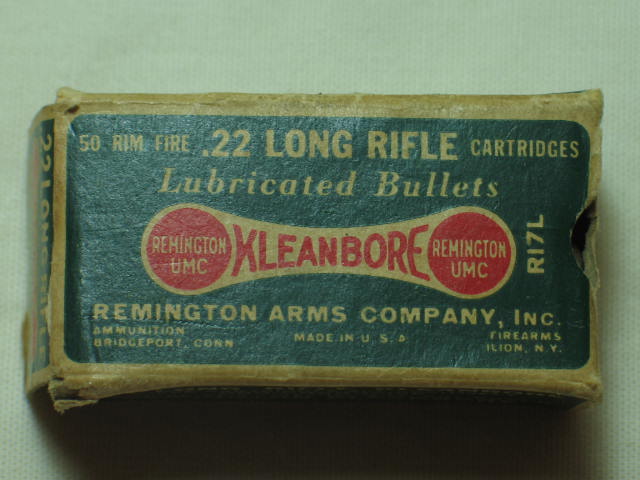 50 RIM FIRE .22 LONG RIFLE CARTRIDGES
Lubricated Bullets
REMINGTON UMC KLEANBORE REMINGTON UMC
R17L
REMINGTON ARMS COMPANY, INC.
AMMUNITION MADE IN U.S.A FIREARMS
BRIDGEPORT, CONN ILION, N.Y.
22 LONG